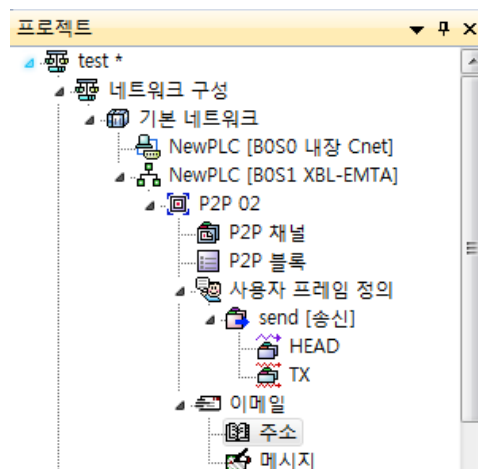 프로젝트
test *
네트워크 구성
기본 네트워크
NewPLC [B0S0 내장 Cnet]
NewPLC [B0S1 XBL-EMTA]
P2P 02
P2P 채널
P2P 블록
사용자 프레임 정의
send [송신]
HEAD
TX
이메일
주소
메시지